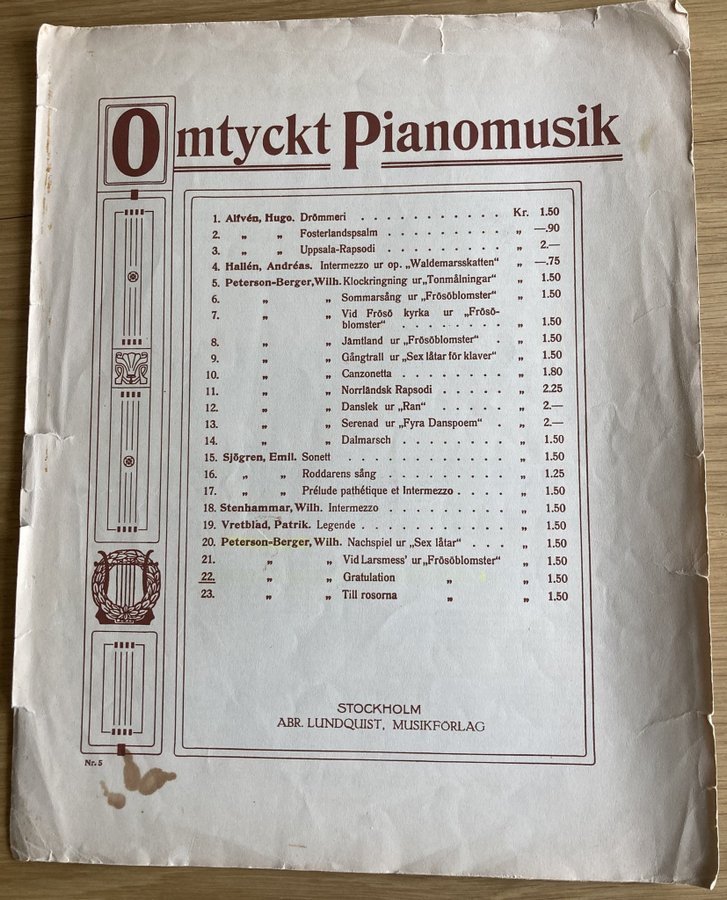 Omtyckt Pianomusik
1. Alfvén, Hugo. Drömmeri . . . . . . . . . . . Kr. 1.50
2. „ „ Fosterlandspsalm . . . . . . . . „ —.90
3. „ „ Uppsala-Rapsodi . . . . . . . . „ 2.—
4. Hallén, Andréas. Intermezzo ur op. „Waldemarsskatten“ „ —.75
5. Peterson-Berger, Wilh. Klockringning ur „Tonmålningar“ „ 1.50
6. „ „ Sommarsång ur „Frösöblomster“ „ 1.50
7. „ „ Vid Frösö kyrka ur „Frösö-
blomster“ . . . . . . . . „ 1.50
8. „ „ Jämtland ur „Frösöblomster“ . „ 1.50
9. „ „ Gångtrall ur „Sex låtar för klaver“ „ 1.50
10. „ „ Canzonetta . . . . . . . . „ 1.80
11. „ „ Norrländsk Rapsodi . . . . . „ 2.25
12. „ „ Danslek ur „Ran“ . . . . . . „ 2.—
13. „ „ Serenad ur „Fyra Danspoem“ . „ 2.—
14. „ „ Dalmarsch . . . . . . . . „ 1.50
15. Sjögren, Emil. Sonett . . . . . . . . . . . „ 1.50
16. „ „ Roddarens sång . . . . . . . . „ 1.25
17. „ „ Prélude pathétique et Intermezzo . . . . „ 1.50
18. Stenhammar, Wilh. Intermezzo . . . . . . . . „ 1.50
19. Vretblad, Patrik. Legende . . . . . . . . . . „ 1.50
20. Peterson-Berger, Wilh. Nachspiel ur „Sex låtar“ . . . „ 1.50
21. „ „ Vid Larsmess' ur „Frösöblomster“ „ 1.50
22. „ „ Gratulation „ „ 1.50
23. „ „ Till rosorna „ „ 1.50
STOCKHOLM
ABR. LUNDQUIST, MUSIKFÖRLAG
Nr. 5